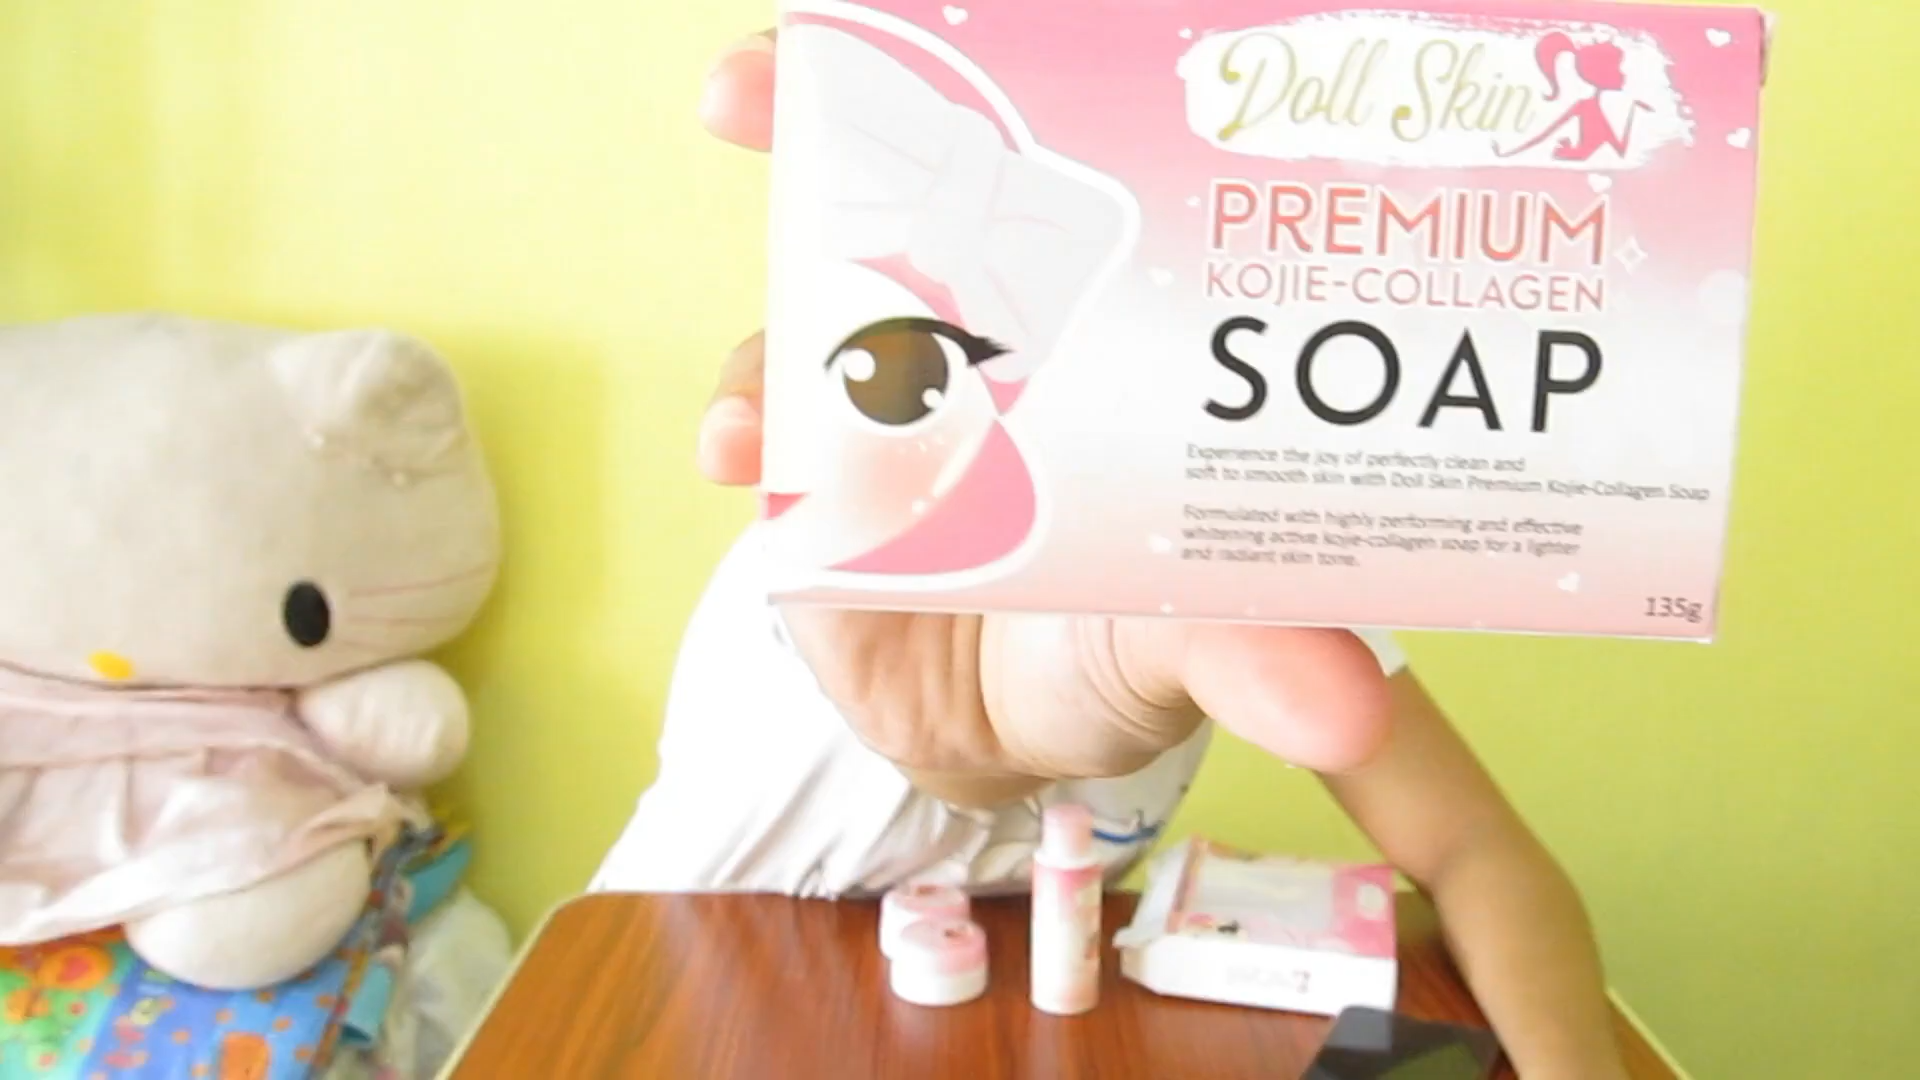 Doll Skin
PREMIUM
KOJIE-COLLAGEN
SOAP
Experience the joy of perfectly clean and
soft to smooth skin with Doll Skin Premium Kojie-Collagen Soap
Formulated with highly performing and effective
whitening active kojie-collagen soap for a lighter
and radiant skin tone.
135g